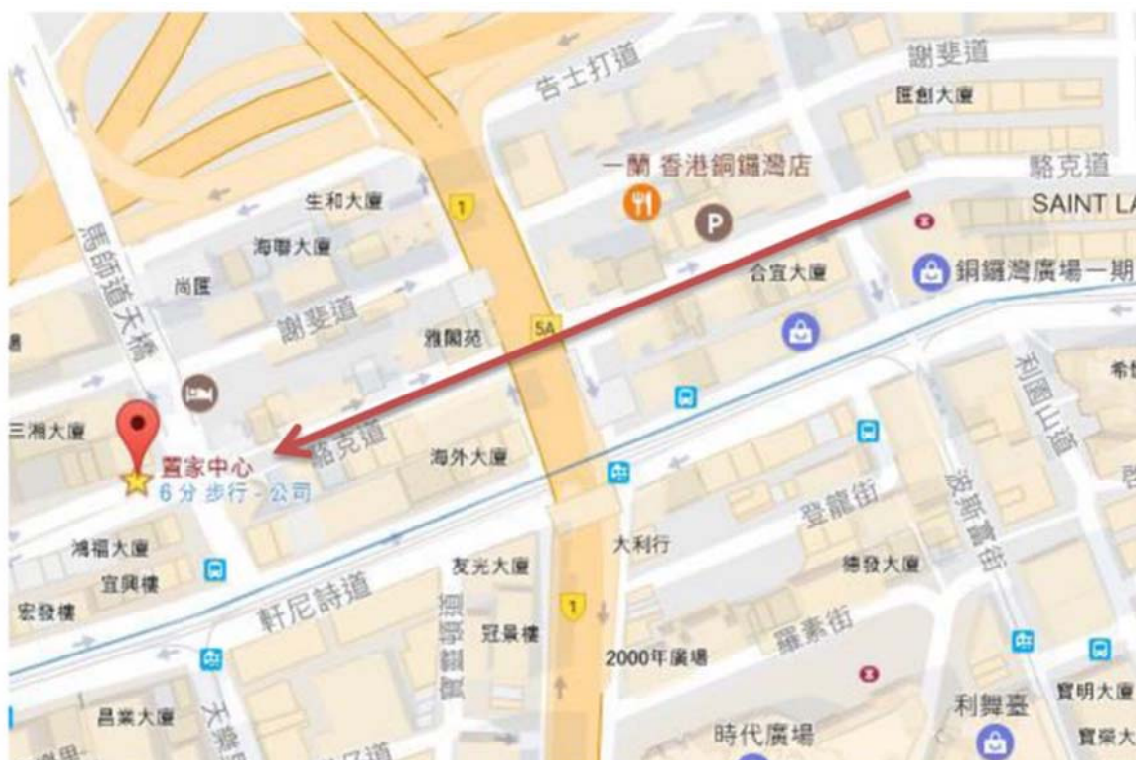 告士打道
謝斐道
匯創大廈
一蘭 香港銅鑼灣店
駱克道
P
SAINT LA
生和大廈
1
海聯大廈
馬師道天橋
尚匯
合宜大廈
銅鑼灣廣場一期
謝斐道
雅閣苑
5A
利園山道
三湘大廈
置家中心
6 分 步行 - 公司
駱克道
海外大廈
登龍街
波斯富街
鴻福大廈
宜興樓
宏發樓
軒尼詩道
友光大廈
大利行
德發大廈
1
冠景樓
羅素街
2000年廣場
昌業大廈
時代廣場
利舞臺
寶明大廈
寶榮大